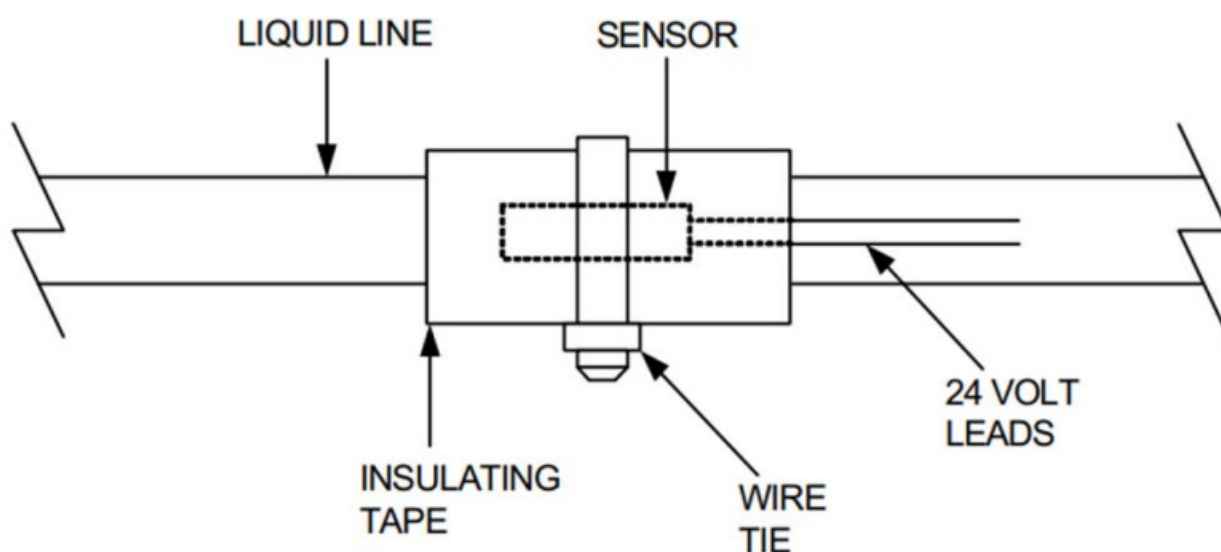 LIQUID LINE
SENSOR
24 VOLT
LEADS
INSULATING
TAPE
WIRE
TIE